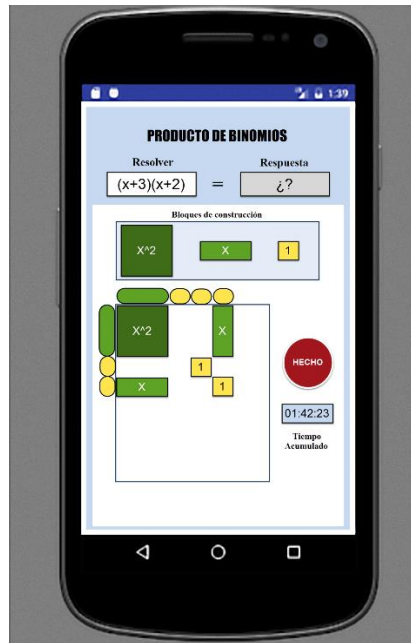 1:39
PRODUCTO DE BINOMIOS
Resolver
Respuesta
(x+3)(x+2)
=
¿?
Bloques de construcción
X^2
X
1
X^2
X
1
X
1
HECHO
01:42:23
Tiempo
Acumulado